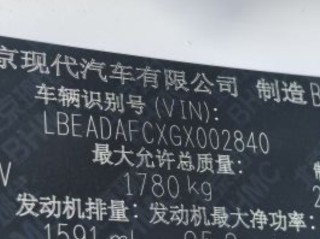 京现代汽车有限公司 制造
车辆识别号(VIN):
LBEADAFCXGX002840
最大允许总质量:
1780 kg
发动机排量: 发动机最大净功率:
1591 ml